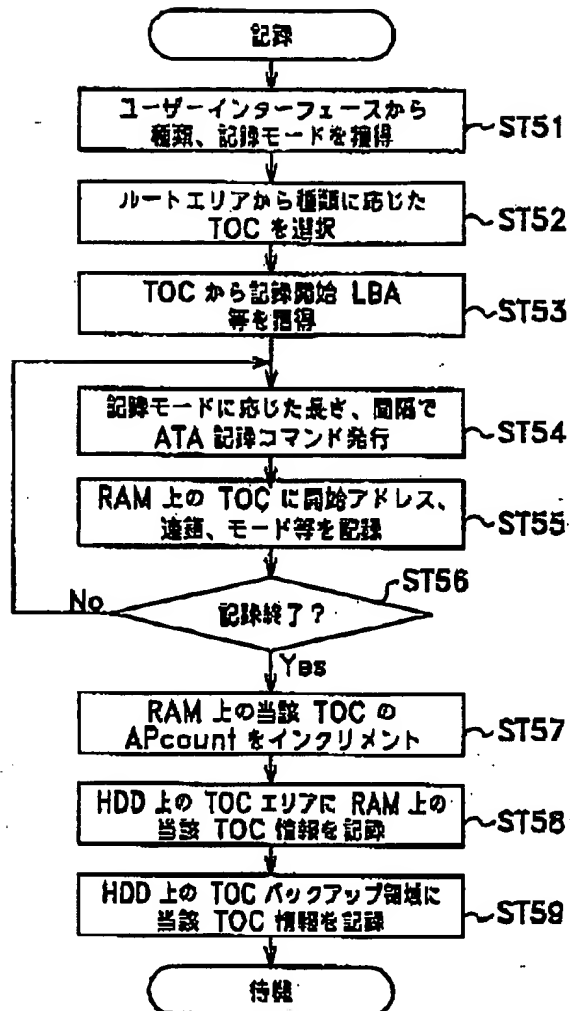 記録
ユーザーインターフェースから
種類、記録モードを獲得
ST51
ルートエリアから種類に応じた
TOC を選択
ST52
TOC から記録開始 LBA
等を獲得
ST53
記録モードに応じた長さ、間隔で
ATA 記録コマンド発行
ST54
RAM 上の TOC に開始アドレス、
連鎖、モード等を記録
ST55
ST56
No
記録終了?
Yes
RAM 上の当該 TOC の
APcount をインクリメント
ST57
HDD 上の TOC エリアに RAM 上の
当該 TOC 情報を記録
ST58
HDD 上の TOC バックアップ領域に
当該 TOC 情報を記録
ST59
待機